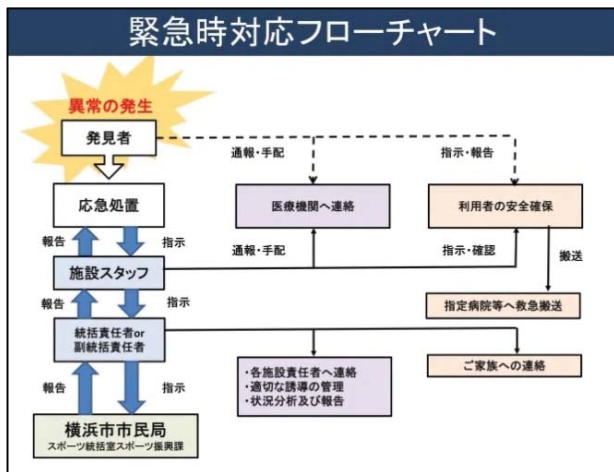 緊急時対応フローチャート
異常の発生
発見者
通報・手配
指示・報告
応急処置
医療機関へ連絡
利用者の安全確保
報告
指示
通報・手配
指示・確認
搬送
施設スタッフ
報告
指示
指定病院等へ救急搬送
統括責任者or
副統括責任者
・各施設責任者へ連絡
・適切な誘導の管理
・状況分析及び報告
ご家族への連絡
報告
指示
横浜市市民局
スポーツ統括室スポーツ振興課